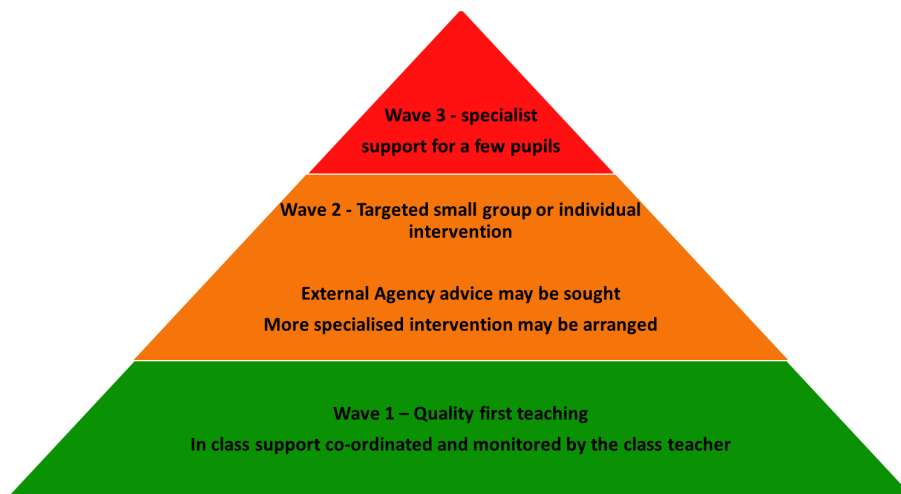 Wave 3 - specialist
support for a few pupils
Wave 2 - Targeted small group or individual
intervention
External Agency advice may be sought
More specialised intervention may be arranged
Wave 1 – Quality first teaching
In class support co-ordinated and monitored by the class teacher